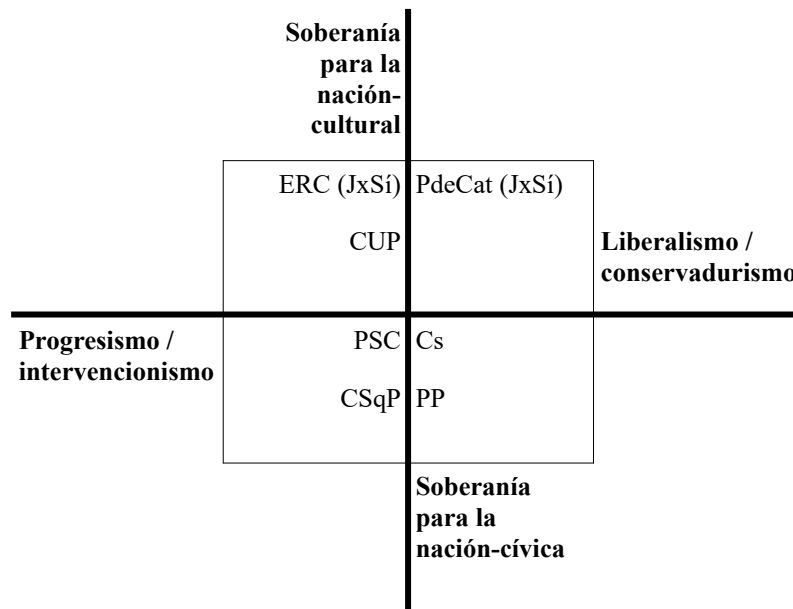 Soberanía
para la
nación-
cultural
ERC (JxSí) PdeCat (JxSí)
CUP
Liberalismo /
conservadurismo
Progresismo /
intervencionismo
PSC Cs
CSqP PP
Soberanía
para la
nación-cívica